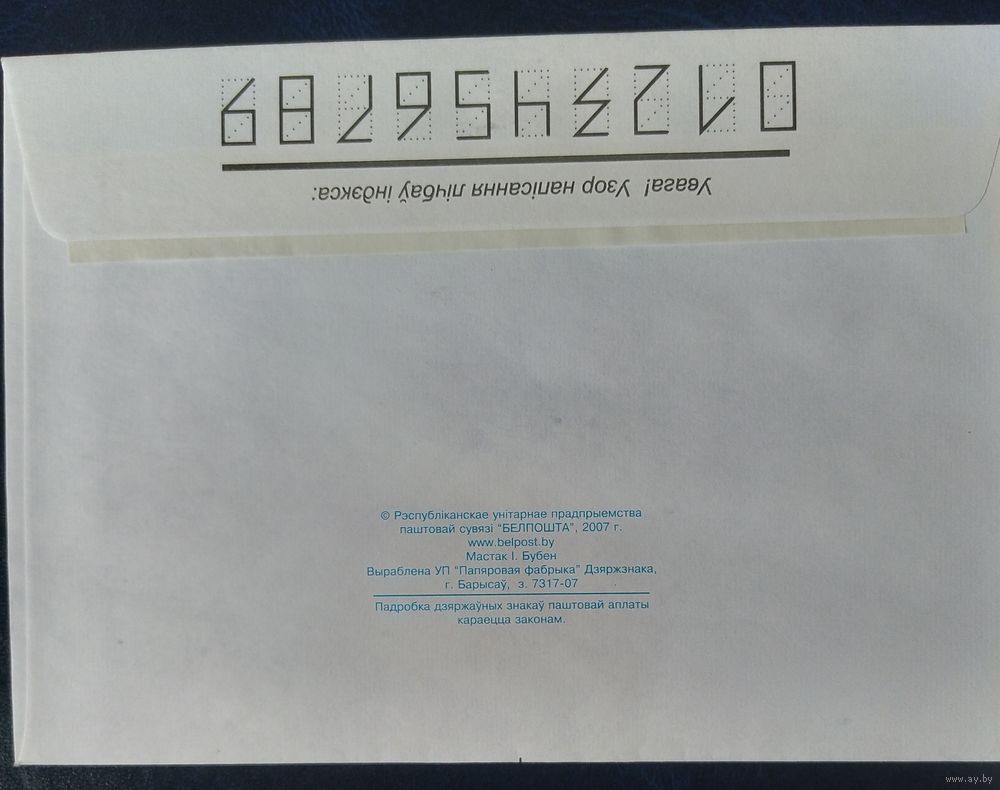 Увага! Узор напісання лічбаў індэкса:
0123456789
© Рэспубліканскае унітарнае прадпрыемства
паштовай сувязі "БЕЛПОШТА", 2007 г.
www.belpost.by
Мастак І. Бубен
Выраблена УП "Папяровая фабрыка" Дзяржзнака,
г. Барысаў, з. 7317-07
Падробка дзяржаўных знакаў паштовай аплаты
караецца законам.
www.ay.by